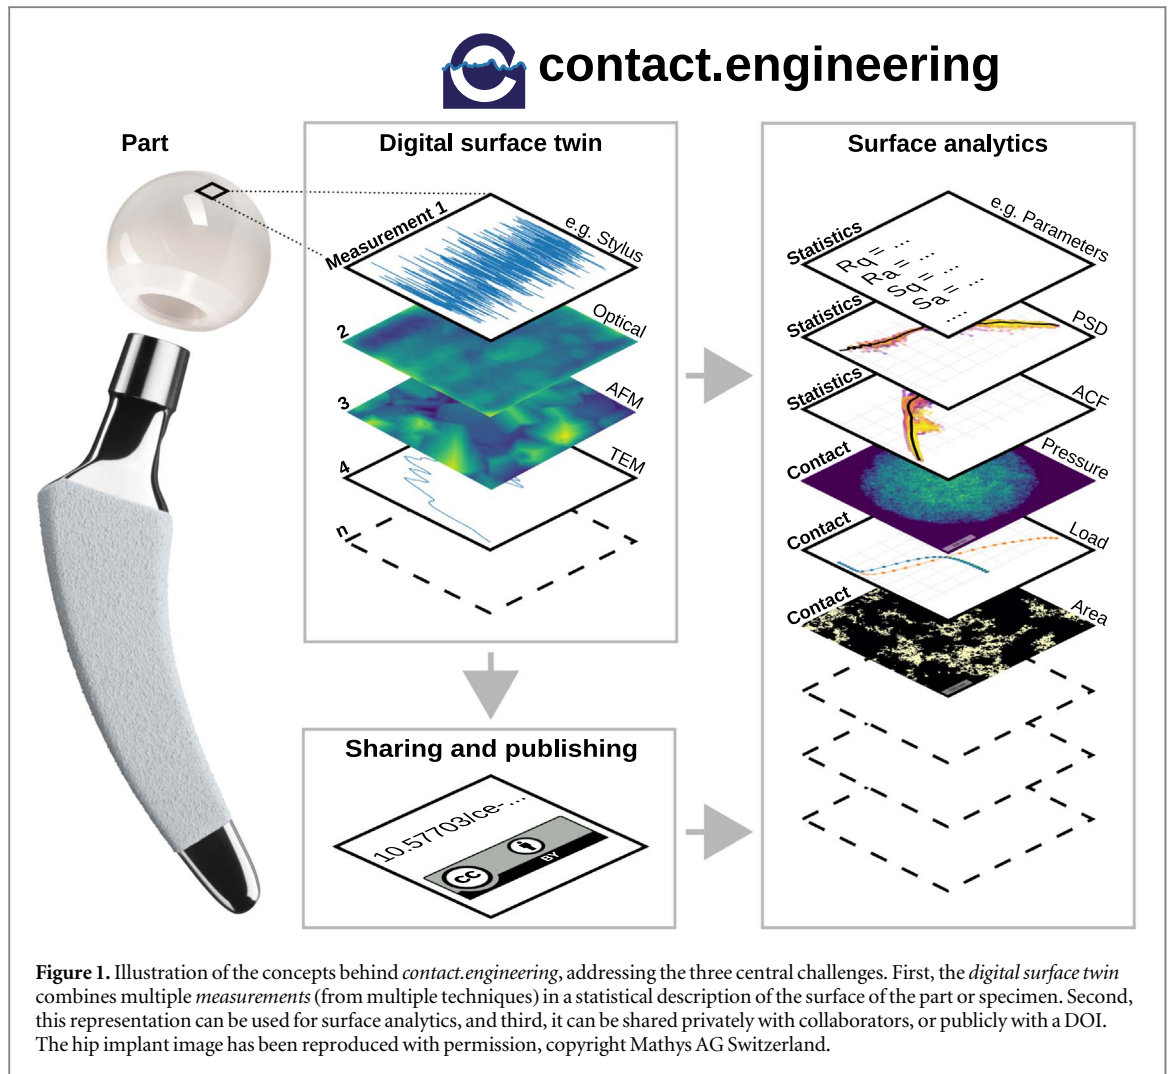 contact.engineering
Part
Digital surface twin
Measurement 1
e.g. Stylus
2
Optical
3
AFM
4
TEM
n
Surface analytics
Statistics
e.g. Parameters
Rq = ...
Ra = ...
Sq = ...
Sa = ...
....
Statistics
PSD
Statistics
ACF
Contact
Pressure
Contact
Load
Contact
Area
Sharing and publishing
10.57703/ce-...
cc
BY
Figure 1. Illustration of the concepts behind contact.engineering, addressing the three central challenges. First, the digital surface twin
combines multiple measurements (from multiple techniques) in a statistical description of the surface of the part or specimen. Second,
this representation can be used for surface analytics, and third, it can be shared privately with collaborators, or publicly with a DOI.
The hip implant image has been reproduced with permission, copyright Mathys AG Switzerland.